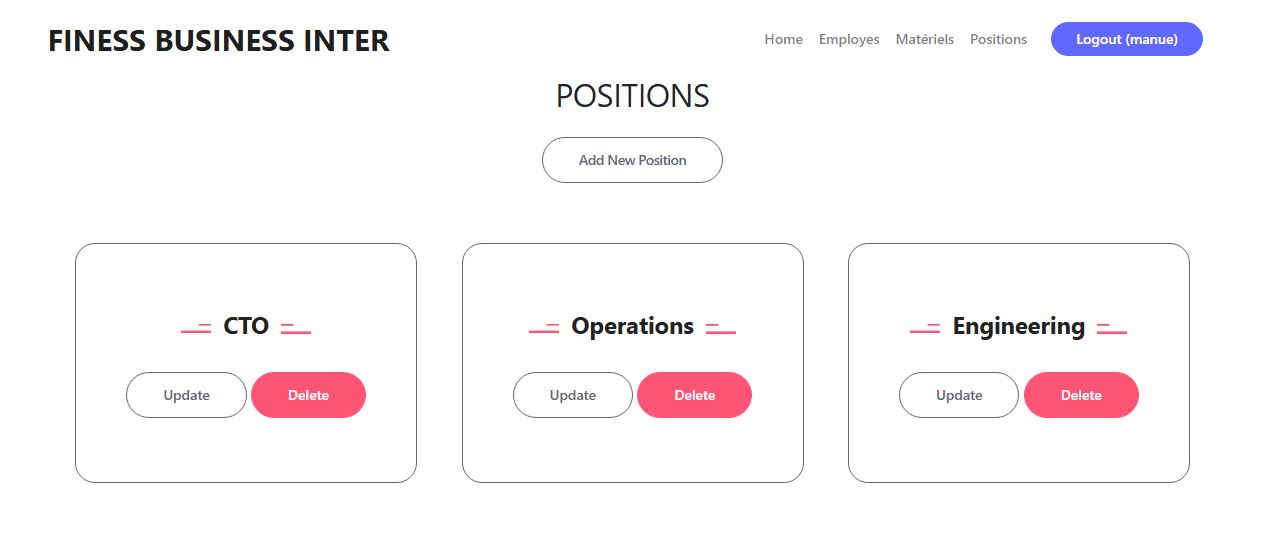 FINESS BUSINESS INTER
Home Employes Matériels Positions Logout (manue)
POSITIONS
Add New Position
CTO Operations Engineering
Update Delete Update Delete Update Delete